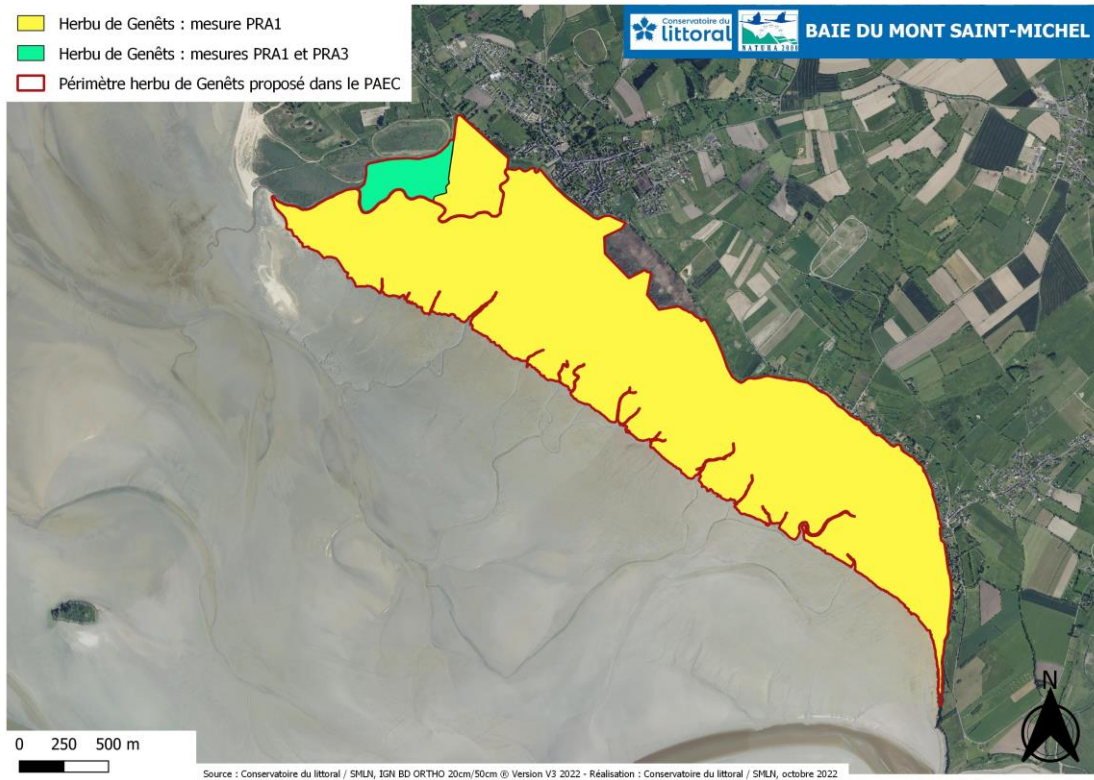 Herbu de Genêts : mesure PRA1
Herbu de Genêts : mesures PRA1 et PRA3
Périmètre herbu de Genêts proposé dans le PAEC
Conservatoire du
littoral
NATURA 2000
BAIE DU MONT SAINT-MICHEL
N
0 250 500 m
Source : Conservatoire du littoral / SMLN, IGN BD ORTHO 20cm/50cm ® Version V3 2022 - Réalisation : Conservatoire du littoral / SMLN, octobre 2022